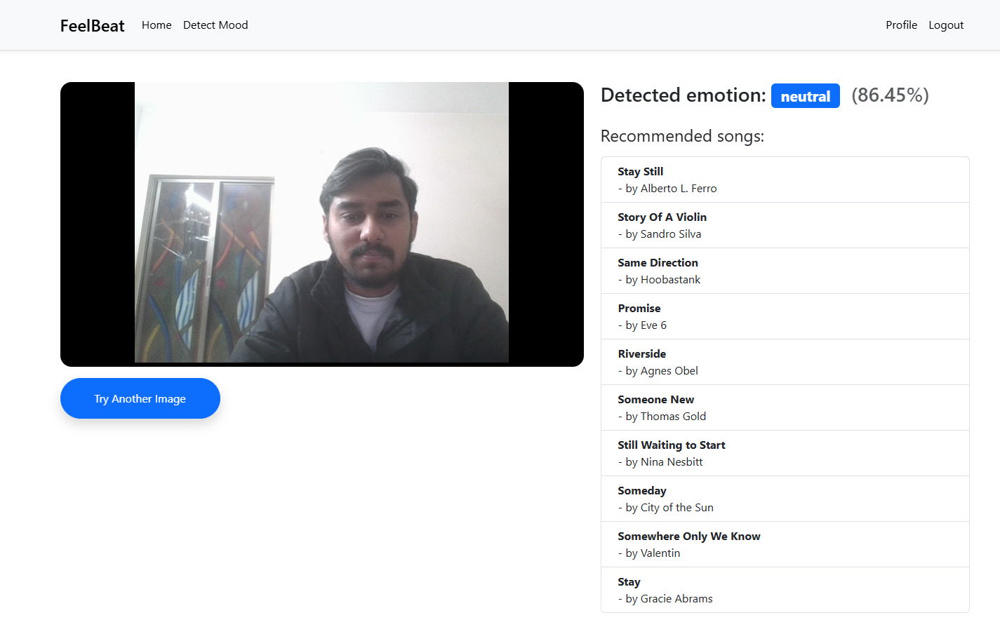 FeelBeat Home Detect Mood Profile Logout
Detected emotion: neutral (86.45%)
Recommended songs:
Stay Still
- by Alberto L. Ferro
Story Of A Violin
- by Sandro Silva
Same Direction
- by Hoobastank
Promise
- by Eve 6
Riverside
- by Agnes Obel
Someone New
- by Thomas Gold
Still Waiting to Start
- by Nina Nesbitt
Someday
- by City of the Sun
Somewhere Only We Know
- by Valentin
Stay
- by Gracie Abrams
Try Another Image